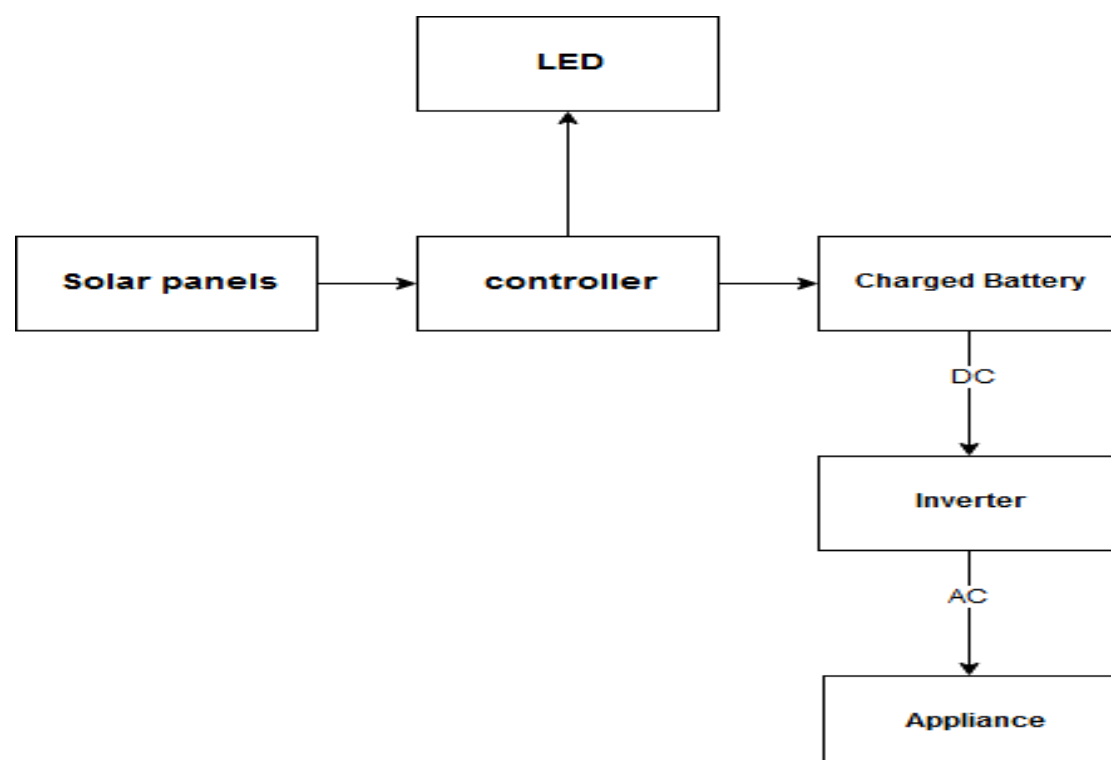 LED
Solar panels
controller
Charged Battery
DC
Inverter
AC
Appliance